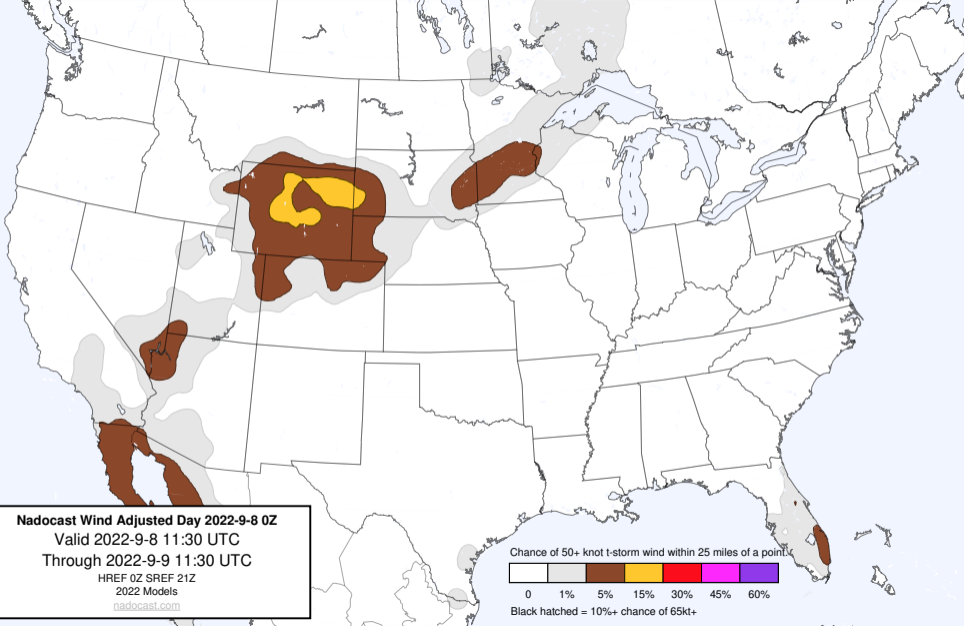 Nadocast Wind Adjusted Day 2022-9-8 0Z
Valid 2022-9-8 11:30 UTC
Through 2022-9-9 11:30 UTC
HREF 0Z SREF 21Z
2022 Models
nadocast.com
Chance of 50+ knot t-storm wind within 25 miles of a point.
0 1% 5% 15% 30% 45% 60%
Black hatched = 10%+ chance of 65kt+